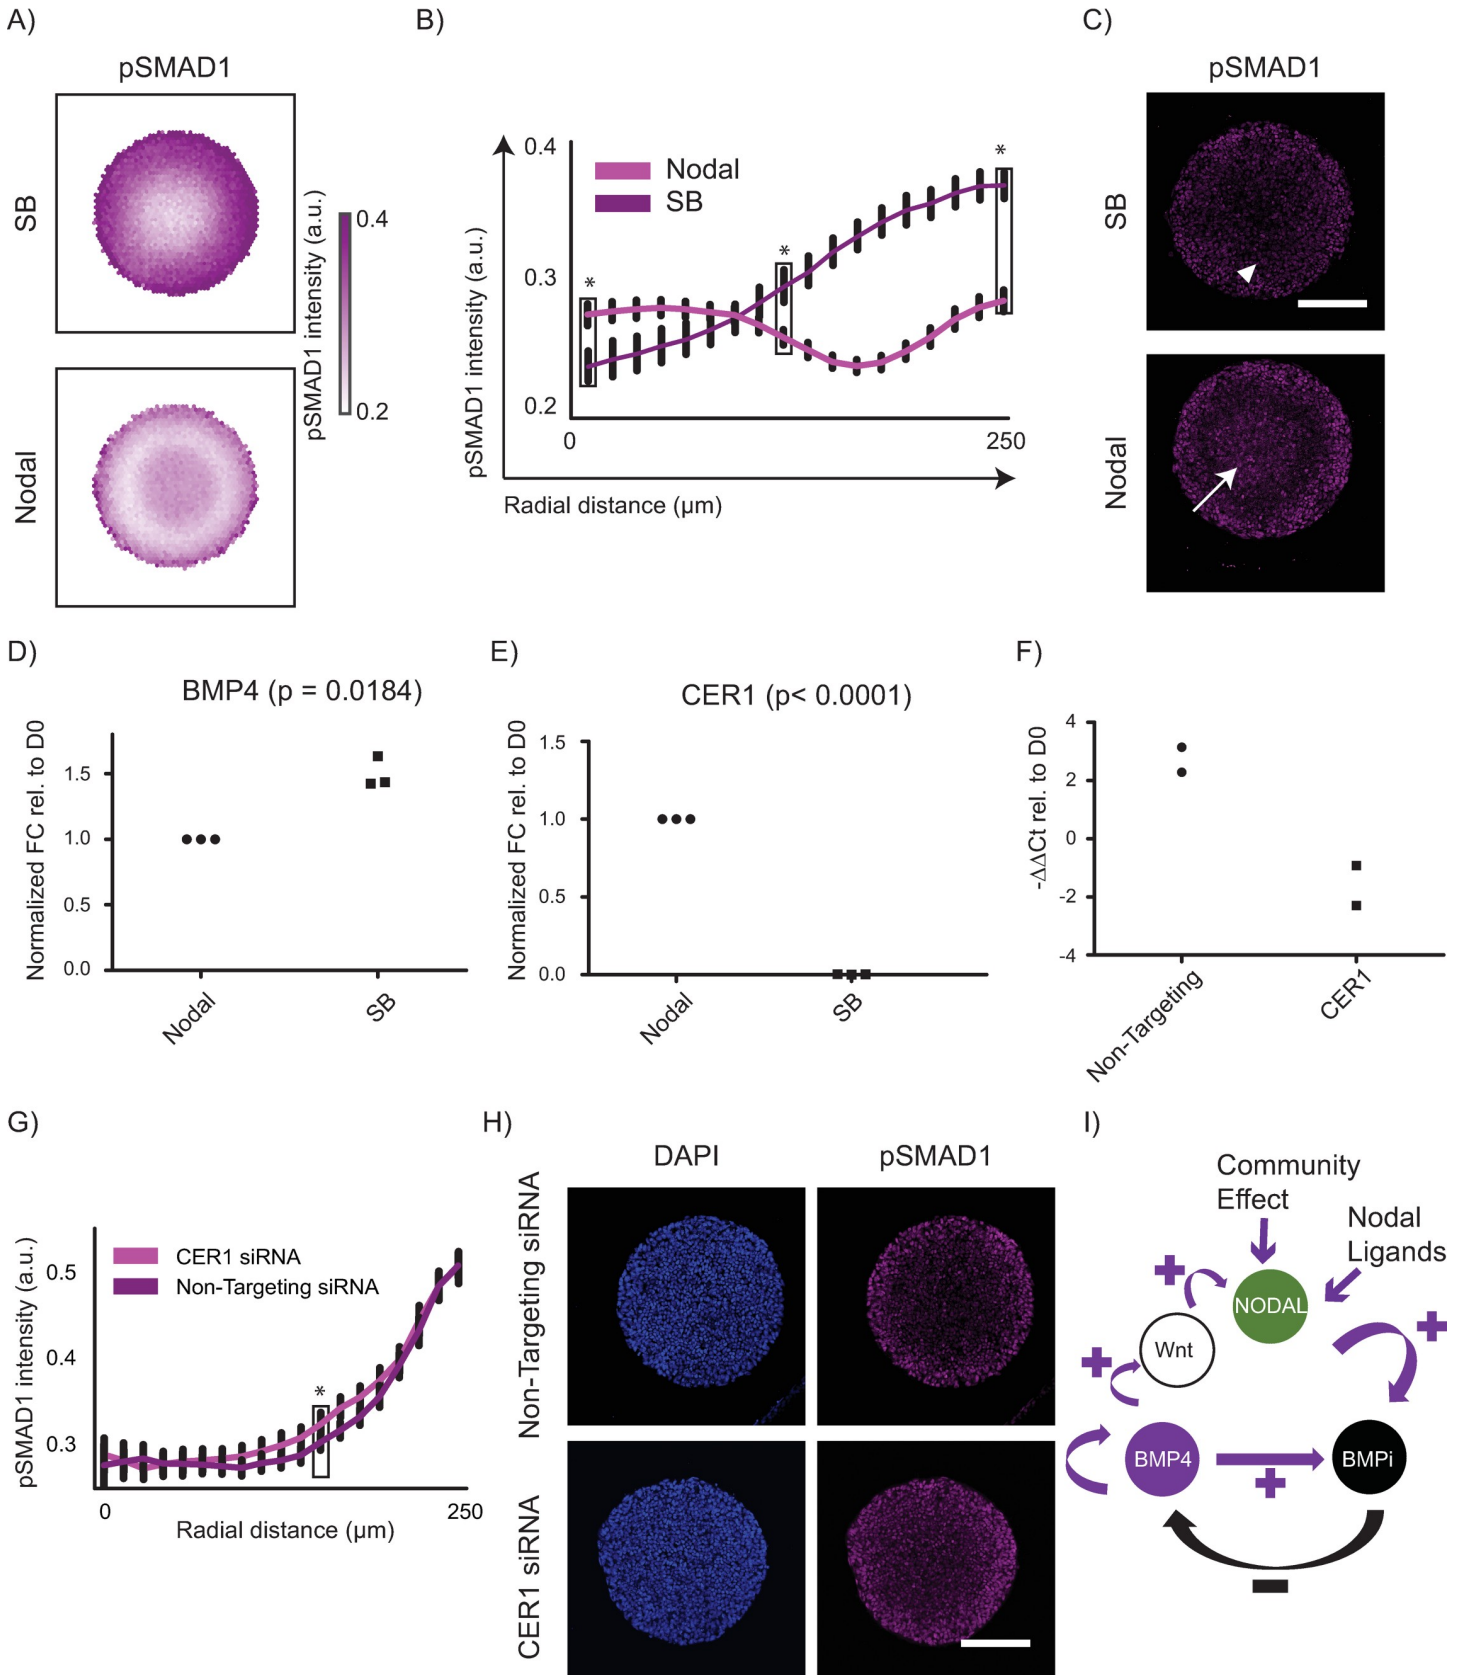 A)
pSMAD1
SB
Nodal
pSMAD1 intensity (a.u.)
0.4
0.2
B)
0.4
0.3
0.2
pSMAD1 intensity (a.u.)
Nodal
SB
*
*
*
0
250
Radial distance (µm)
C)
pSMAD1
SB
Nodal
D)
BMP4 (p = 0.0184)
Normalized FC rel. to D0
1.5
1.0
0.5
0.0
Nodal
SB
E)
CER1 (p< 0.0001)
Normalized FC rel. to D0
1.5
1.0
0.5
0.0
Nodal
SB
F)
-ΔΔCt rel. to D0
4
2
0
-2
-4
Non-Targeting
CER1
G)
pSMAD1 intensity (a.u.)
0.5
0.4
0.3
CER1 siRNA
Non-Targeting siRNA
*
0
250
Radial distance (µm)
H)
DAPI
pSMAD1
Non-Targeting siRNA
CER1 siRNA
I)
Community
Effect
Nodal
Ligands
NODAL
Wnt
BMP4
BMPi